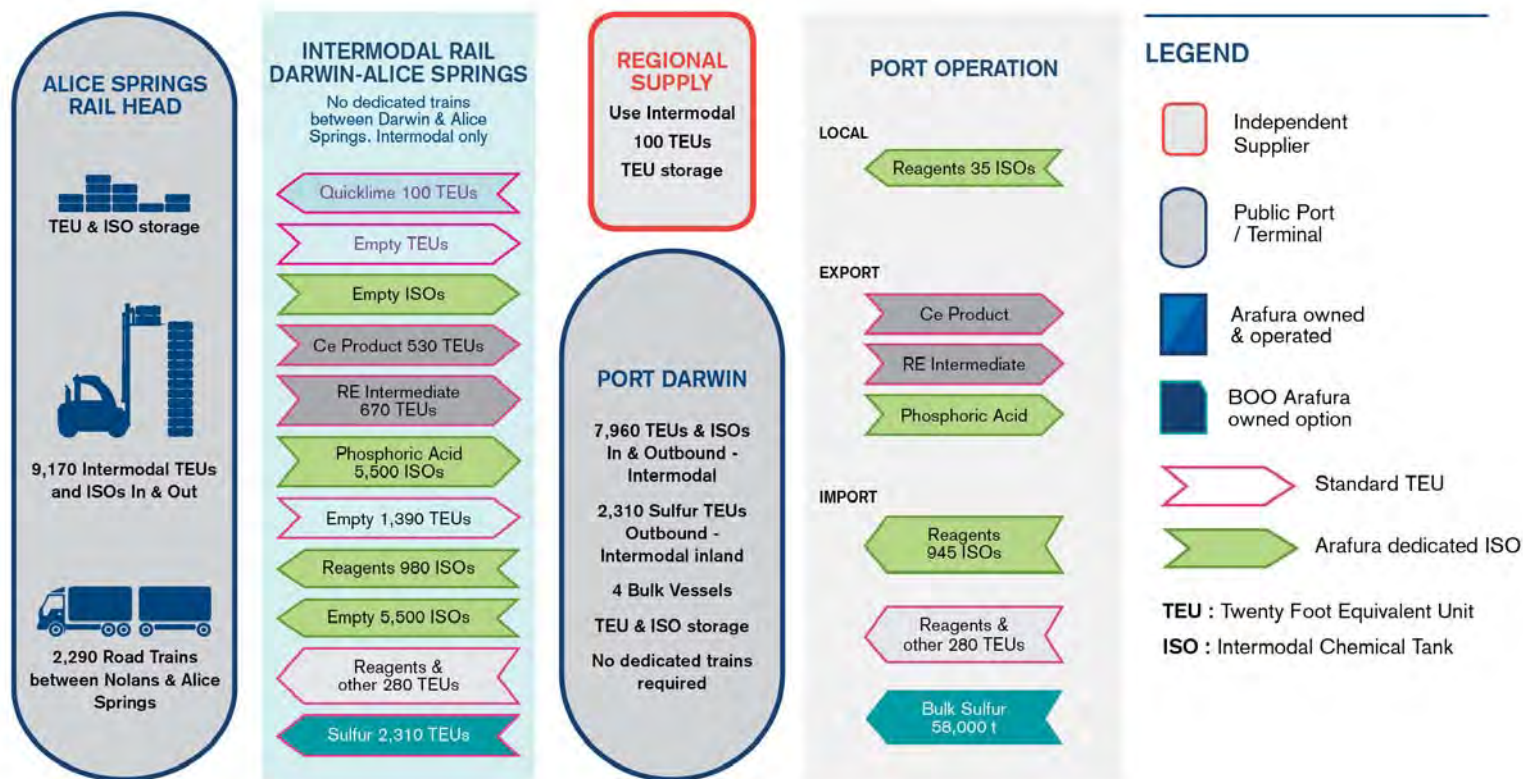 ALICE SPRINGS
RAIL HEAD
TEU & ISO storage
9,170 Intermodal TEUs
and ISOs In & Out
2,290 Road Trains
between Nolans & Alice
Springs
INTERMODAL RAIL
DARWIN-ALICE SPRINGS
No dedicated trains
between Darwin & Alice
Springs. Intermodal only
Quicklime 100 TEUs
Empty TEUs
Empty ISOs
Ce Product 530 TEUs
RE Intermediate
670 TEUs
Phosphoric Acid
5,500 ISOs
Empty 1,390 TEUs
Reagents 980 ISOs
Empty 5,500 ISOs
Reagents &
other 280 TEUs
Sulfur 2,310 TEUs
REGIONAL
SUPPLY
Use Intermodal
100 TEUs
TEU storage
PORT DARWIN
7,960 TEUs & ISOs
In & Outbound -
Intermodal
2,310 Sulfur TEUs
Outbound -
Intermodal inland
4 Bulk Vessels
TEU & ISO storage
No dedicated trains
required
PORT OPERATION
LOCAL
Reagents 35 ISOs
EXPORT
Ce Product
RE Intermediate
Phosphoric Acid
IMPORT
Reagents
945 ISOs
Reagents &
other 280 TEUs
Bulk Sulfur
58,000 t
LEGEND
Independent
Supplier
Public Port
/ Terminal
Arafura owned
& operated
BOO Arafura
owned option
Standard TEU
Arafura dedicated ISO
TEU : Twenty Foot Equivalent Unit
ISO : Intermodal Chemical Tank